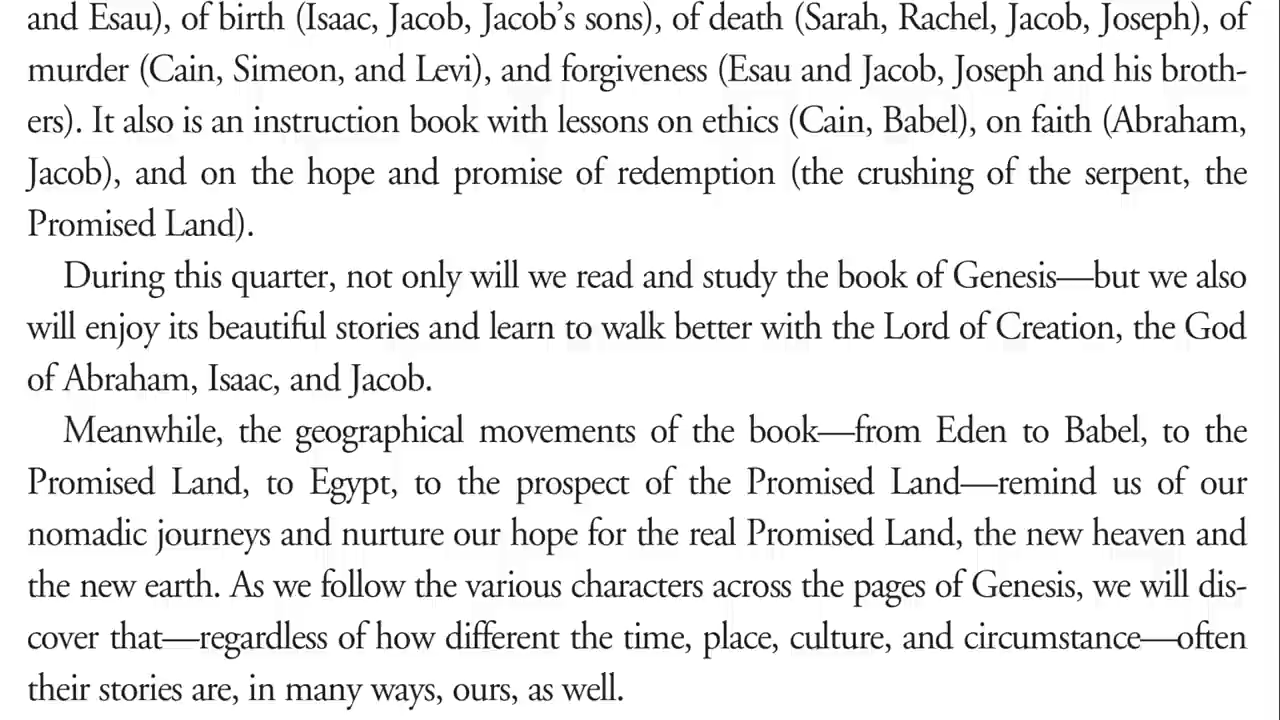 and Esau), of birth (Isaac, Jacob, Jacob’s sons), of death (Sarah, Rachel, Jacob, Joseph), of
murder (Cain, Simeon, and Levi), and forgiveness (Esau and Jacob, Joseph and his broth-
ers). It also is an instruction book with lessons on ethics (Cain, Babel), on faith (Abraham,
Jacob), and on the hope and promise of redemption (the crushing of the serpent, the
Promised Land).
During this quarter, not only will we read and study the book of Genesis—but we also
will enjoy its beautiful stories and learn to walk better with the Lord of Creation, the God
of Abraham, Isaac, and Jacob.
Meanwhile, the geographical movements of the book—from Eden to Babel, to the
Promised Land, to Egypt, to the prospect of the Promised Land—remind us of our
nomadic journeys and nurture our hope for the real Promised Land, the new heaven and
the new earth. As we follow the various characters across the pages of Genesis, we will dis-
cover that—regardless of how different the time, place, culture, and circumstance—often
their stories are, in many ways, ours, as well.